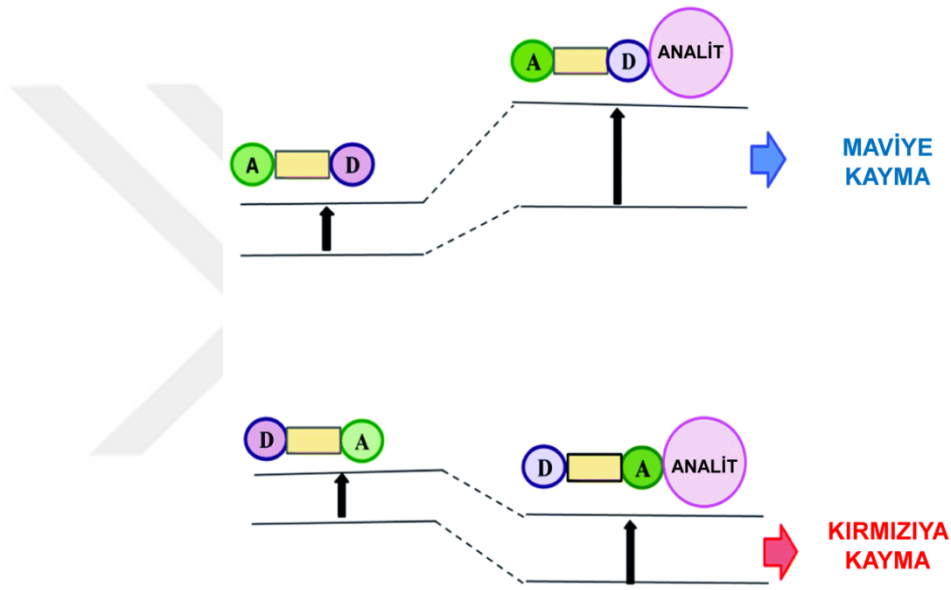 A D ANALİT
MAVİYE
KAYMA
A D
D A
D A ANALİT
KIRMIZIYA
KAYMA